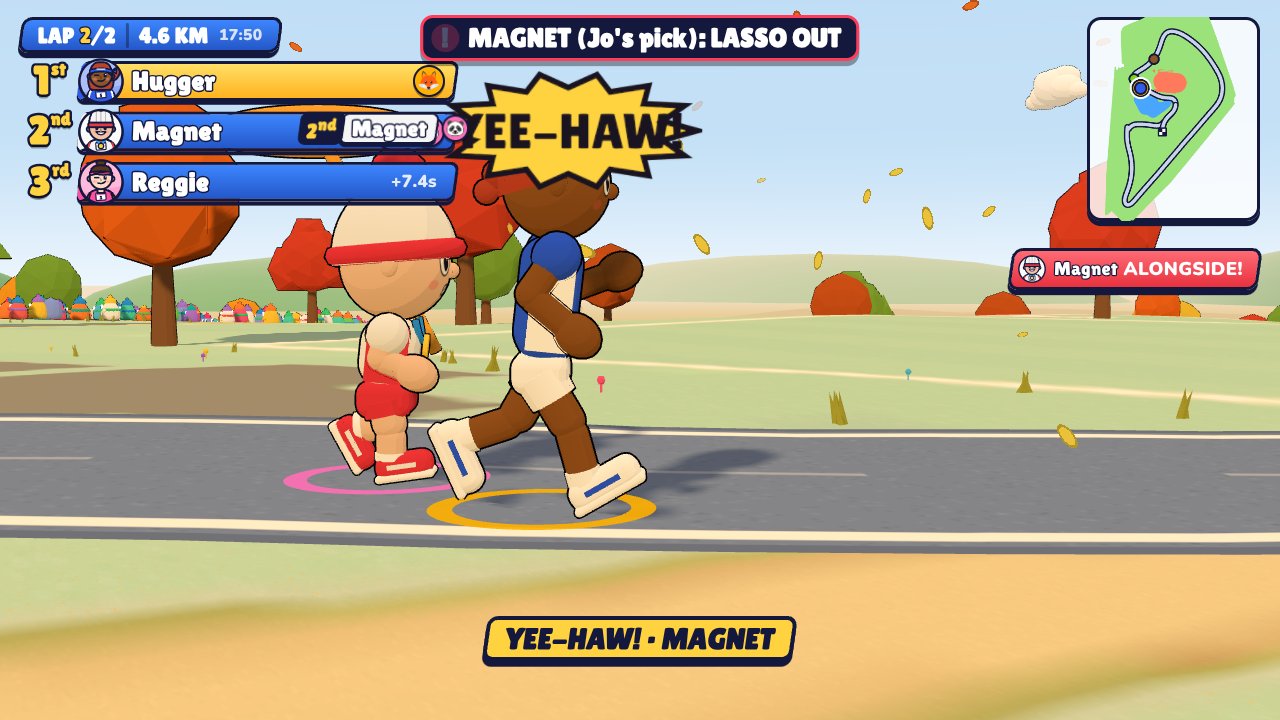 LAP 2/2 4.6 KM 17:50
MAGNET (Jo's pick): LASSO OUT
1st Hugger
2nd Magnet 2nd Magnet
3rd Reggie +7.4s
YEE-HAW!
Magnet ALONGSIDE!
YEE-HAW! · MAGNET